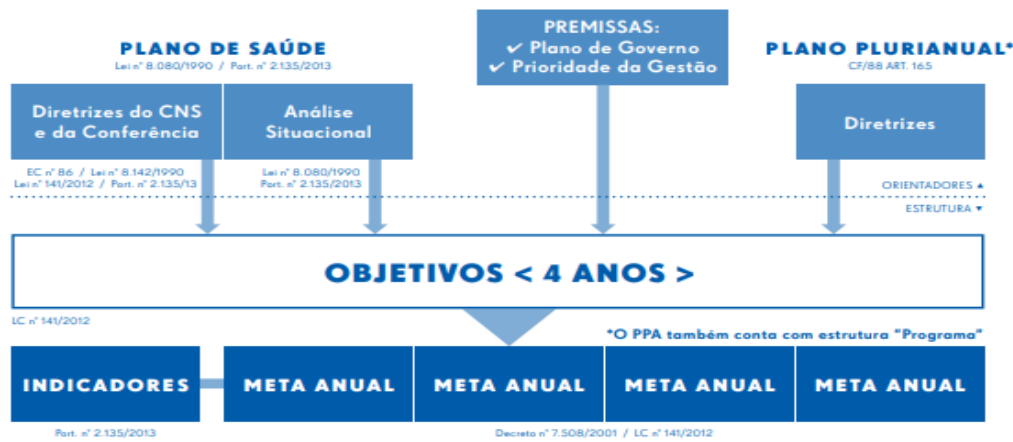 PREMISSAS:
✓ Plano de Governo
✓ Prioridade da Gestão
PLANO DE SAÚDE
Lei nº 8.080/1990 / Port. nº 2.135/2013
PLANO PLURIANUAL*
CF/88 ART. 165
Diretrizes do CNS
e da Conferência
Análise
Situacional
Diretrizes
EC nº 86 / Lei nº 8.142/1990
Lei nº 141/2012 / Port. nº 2.135/13
Lei nº 8.080/1990
Port. nº 2.135/2013
ORIENTADORES ▲
ESTRUTURA ▼
OBJETIVOS < 4 ANOS >
LC nº 141/2012
*O PPA também conta com estrutura "Programa"
INDICADORES
META ANUAL
META ANUAL
META ANUAL
META ANUAL
Port. nº 2.135/2013
Decreto nº 7.508/2001 / LC nº 141/2012